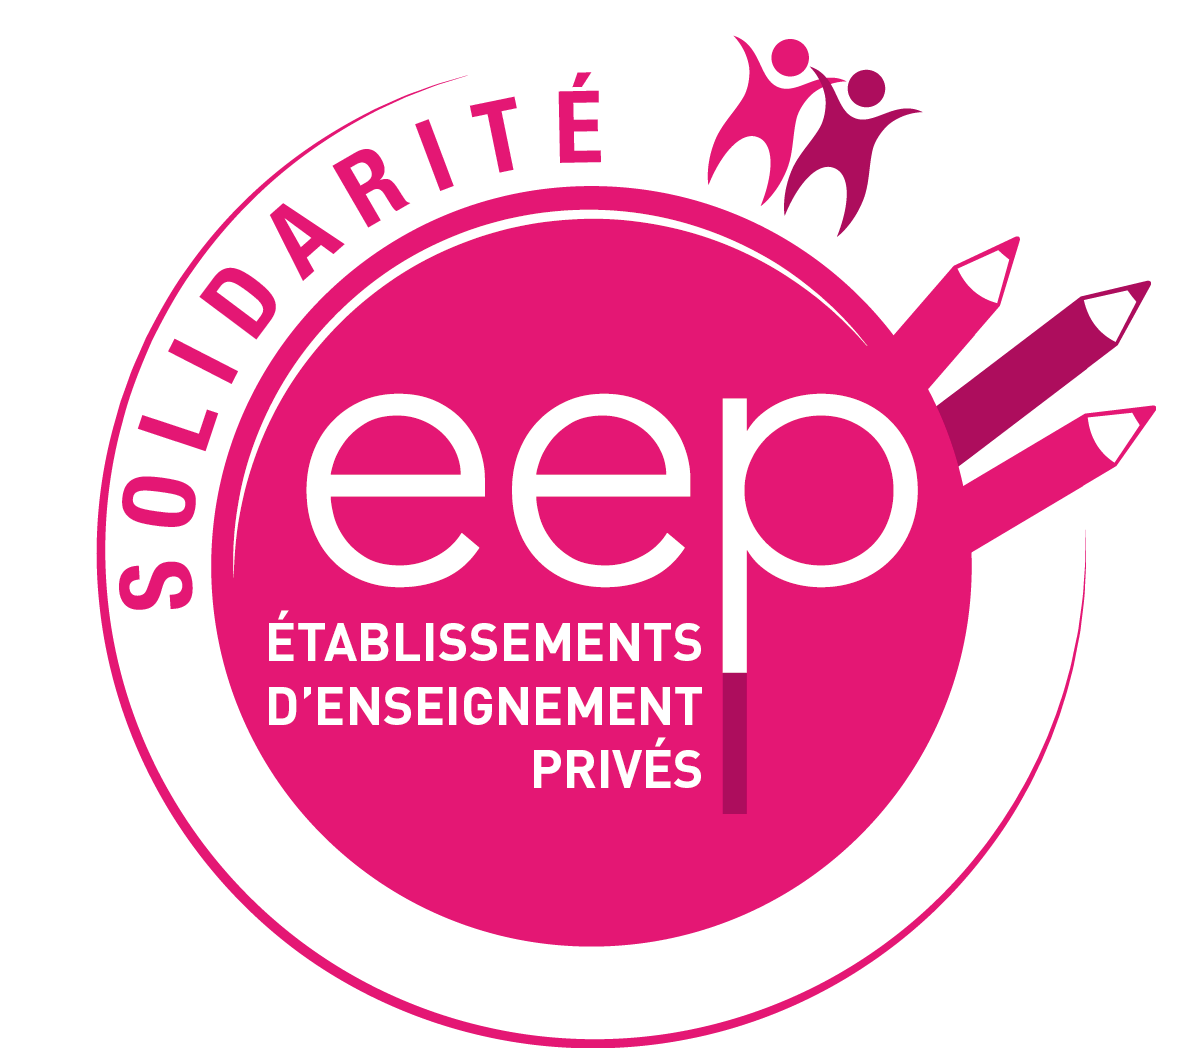 SOLIDARITÉ
eep
ÉTABLISSEMENTS
D’ENSEIGNEMENT
PRIVÉS